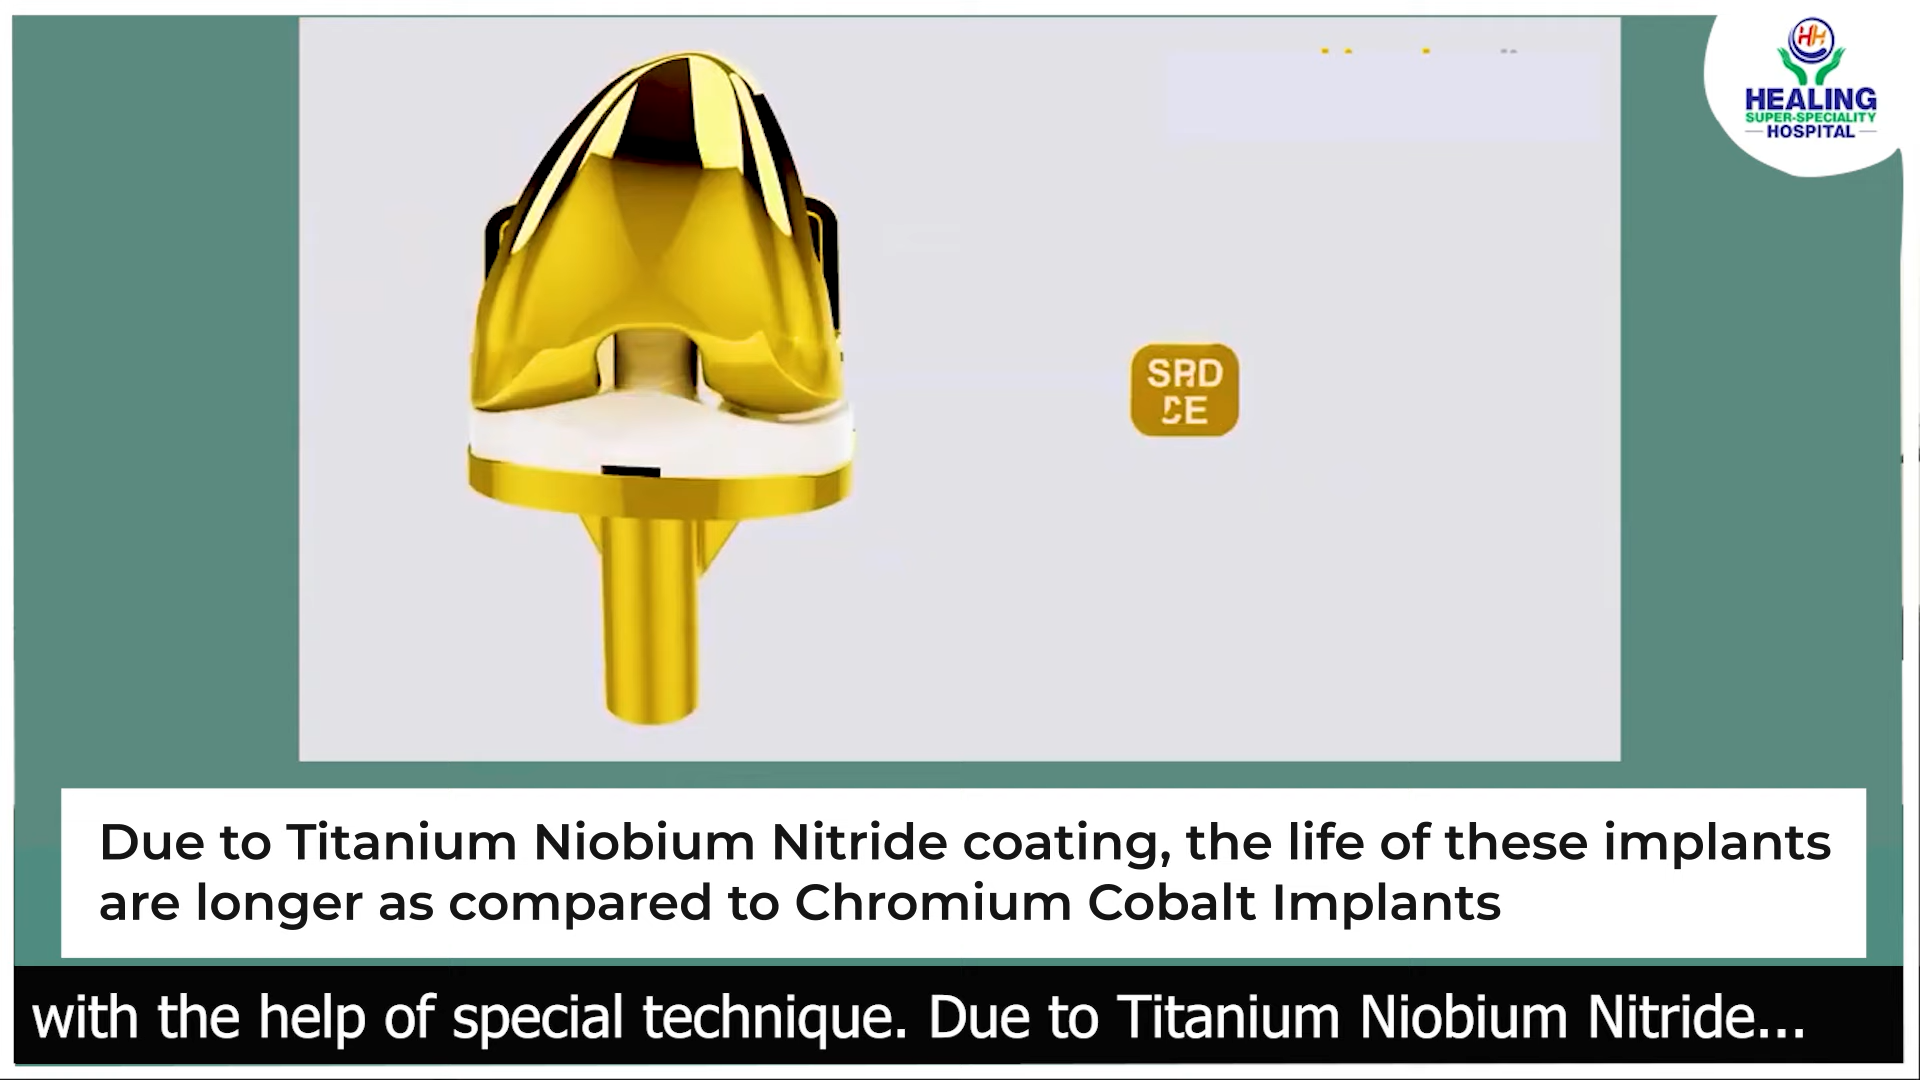 HH
HEALING
SUPER-SPECIALITY
HOSPITAL
Due to Titanium Niobium Nitride coating, the life of these implants
are longer as compared to Chromium Cobalt Implants
with the help of special technique. Due to Titanium Niobium Nitride...